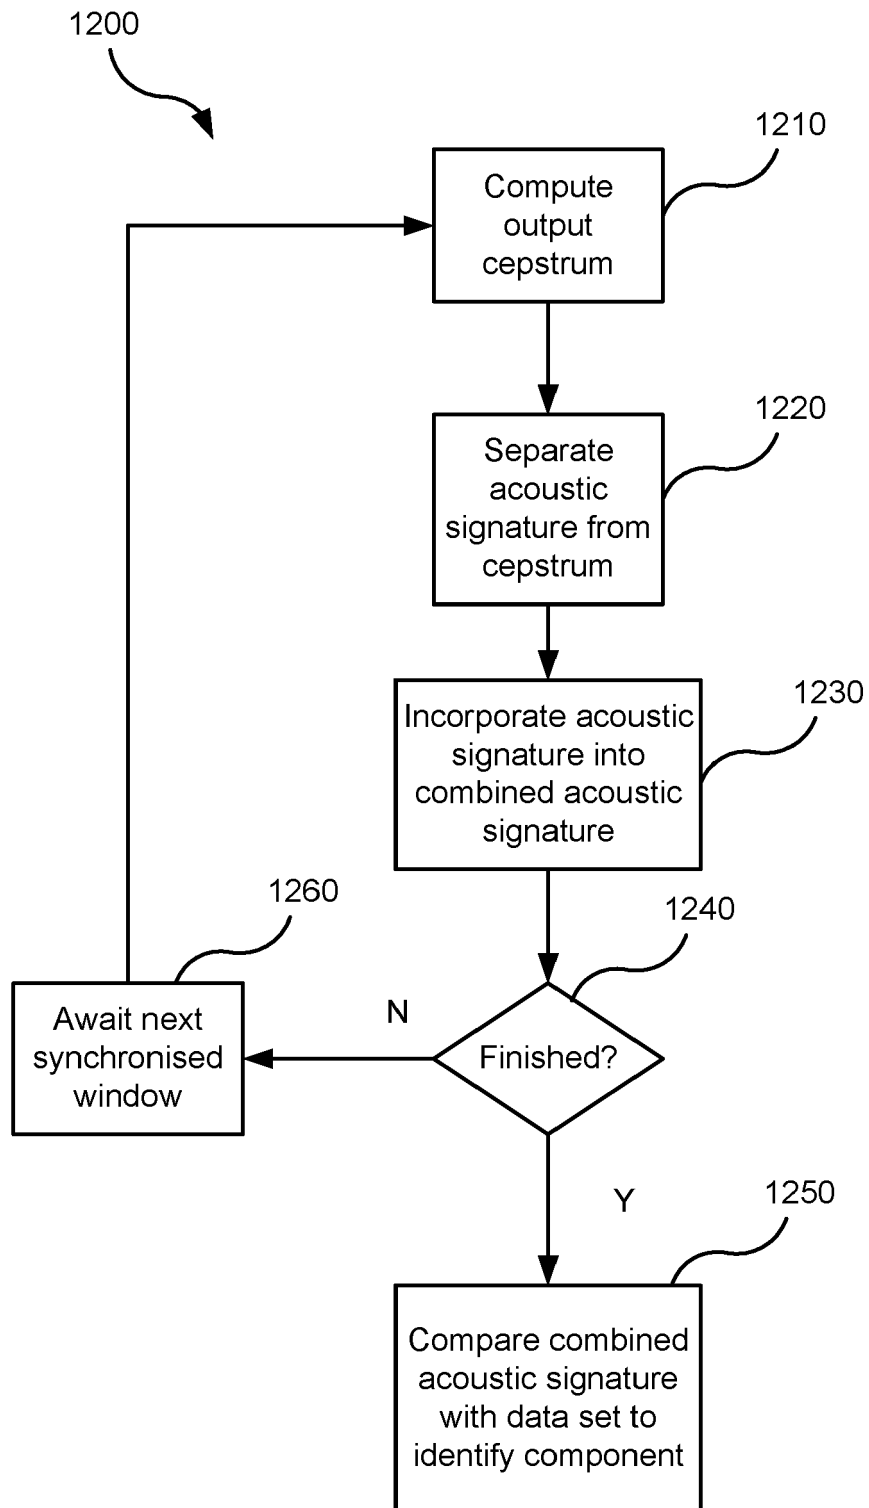 1200
1210
Compute
output
cepstrum
1220
Separate
acoustic
signature from
cepstrum
1230
Incorporate acoustic
signature into
combined acoustic
signature
1260
1240
Await next
synchronised
window
N
Finished?
Y
1250
Compare combined
acoustic signature
with data set to
identify component